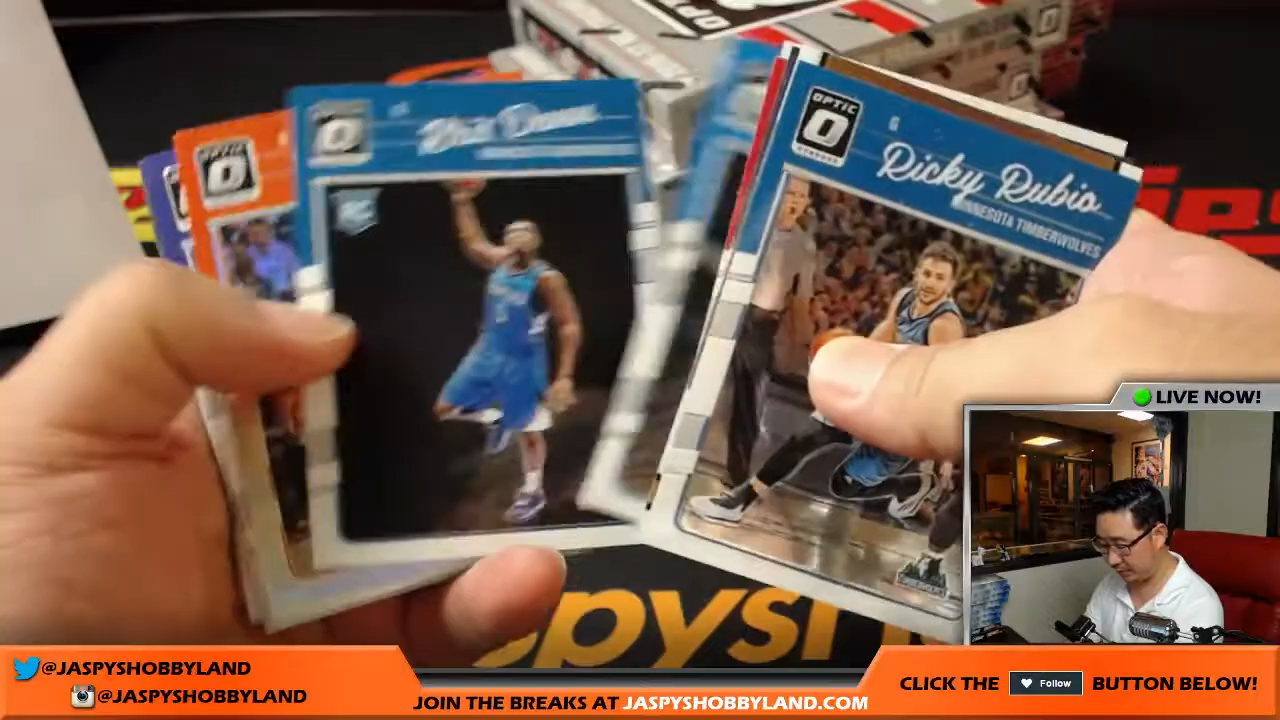 OPTIC
G
Ricky Rubio
MINNESOTA TIMBERWOLVES
RC
LIVE NOW!
@JASPYSHOBBYLAND
@JASPYSHOBBYLAND
JOIN THE BREAKS AT JASPYSHOBBYLAND.COM
CLICK THE Follow BUTTON BELOW!